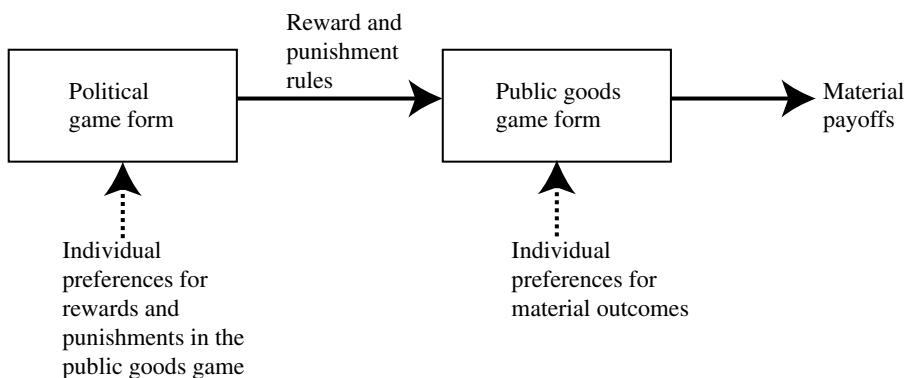 Reward and
punishment
rules
Political
game form
Public goods
game form
Material
payoffs
Individual
preferences for
rewards and
punishments in the
public goods game
Individual
preferences for
material outcomes